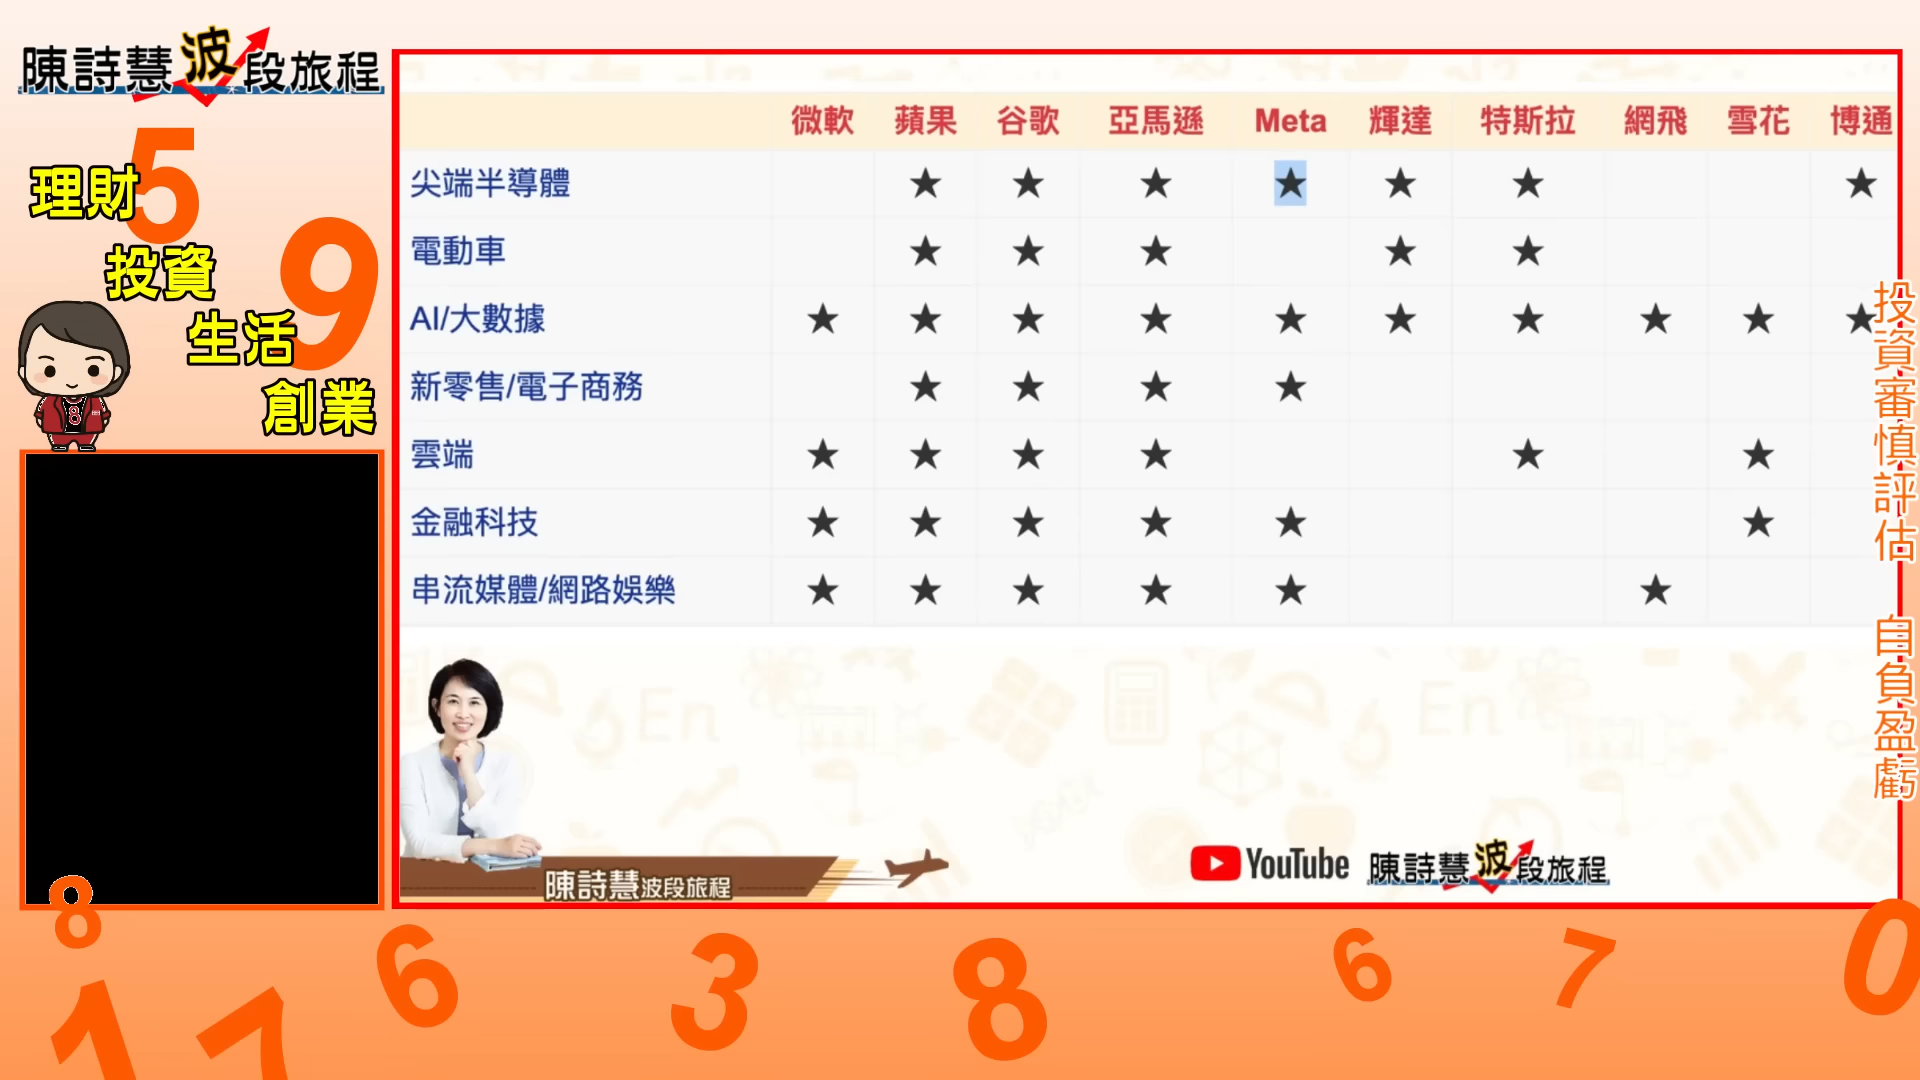 陳詩慧波段旅程
5
理財
投資
9
生活
創業
8
微軟 蘋果 谷歌 亞馬遜 Meta 輝達 特斯拉 網飛 雪花 博通
尖端半導體 ★ ★ ★ ★ ★ ★ ★
電動車 ★ ★ ★ ★ ★
AI/大數據 ★ ★ ★ ★ ★ ★ ★ ★ ★ ★
新零售/電子商務 ★ ★ ★ ★
雲端 ★ ★ ★ ★ ★ ★
金融科技 ★ ★ ★ ★ ★ ★
串流媒體/網路娛樂 ★ ★ ★ ★ ★ ★
En
En
陳詩慧波段旅程
YouTube 陳詩慧波段旅程
投資審慎評估 自負盈虧
8
1 7 6 3 8 6 7 0